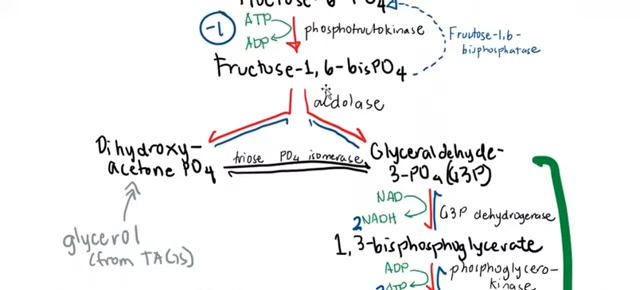 Fructose-6-PO4
-1
ATP
ADP
phosphofructokinase
Fructose-1,6-
bisphosphatase
Fructose-1,6-bisPO4
aldolase
Dihydroxy-
acetone PO4
triose PO4 isomerase
Glyceraldehyde-
3-PO4 (G3P)
glycerol
(from TAGs)
NAD
2NADH
G3P dehydrogenase
1,3-bisphosphoglycerate
ADP
2ATP
phosphoglycero-
kinase